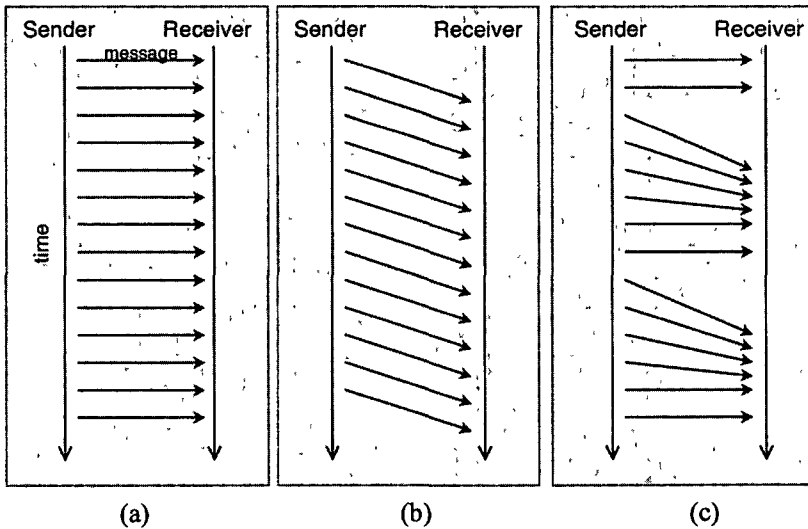 Sender Receiver
message
time
(a)
Sender Receiver
(b)
Sender Receiver
(c)